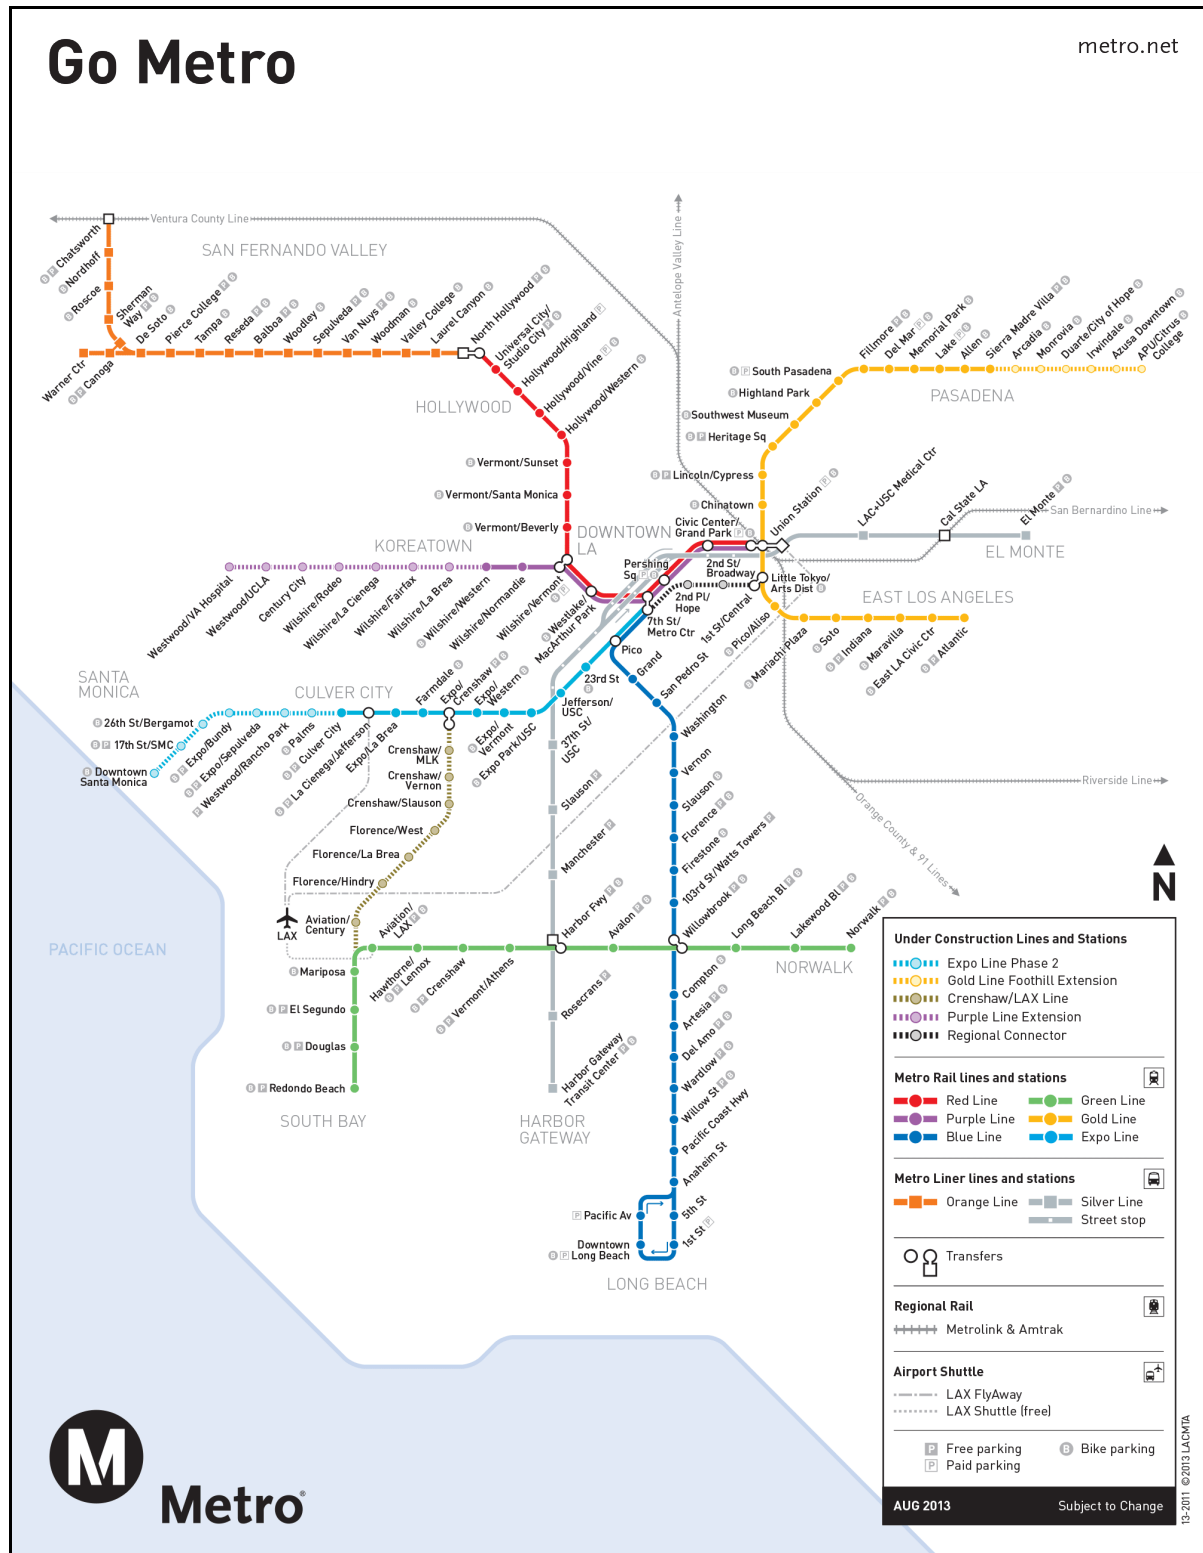 Go Metro
metro.net
Ventura County Line
SAN FERNANDO VALLEY
Antelope Valley Line
Chatsworth
Nordhoff
Roscoe
Sherman
Way
Warner Ctr
Canoga
De Soto
Pierce College
Tampa
Reseda
Balboa
Woodley
Sepulveda
Van Nuys
Woodman
Valley College
Laurel Canyon
North Hollywood
Universal City/
Studio City
Hollywood/Highland
Hollywood/Vine
Hollywood/Western
HOLLYWOOD
Vermont/Sunset
Vermont/Santa Monica
Vermont/Beverly
Fillmore
Del Mar
Memorial Park
Lake
Allen
Sierra Madre Villa
Arcadia
Monrovia
Duarte/City of Hope
Irwindale
Azusa Downtown
APU/Citrus
College
PASADENA
South Pasadena
Highland Park
Southwest Museum
Heritage Sq
Lincoln/Cypress
Chinatown
Union Station
LAC+USC Medical Ctr
Cal State LA
El Monte
San Bernardino Line
EL MONTE
KOREATOWN
DOWNTOWN
LA
Civic Center/
Grand Park
Pershing
Sq
2nd St/
Broadway
2nd Pl/
Hope
Little Tokyo/
Arts Dist
7th St/
Metro Ctr
1st St/Central
Westwood/VA Hospital
Westwood/UCLA
Century City
Wilshire/Rodeo
Wilshire/La Cienega
Wilshire/Fairfax
Wilshire/La Brea
Wilshire/Western
Wilshire/Normandie
Wilshire/Vermont
Westlake/
MacArthur Park
EAST LOS ANGELES
Pico/Aliso
Mariachi Plaza
Soto
Indiana
Maravilla
East LA Civic Ctr
Atlantic
SANTA
MONICA
CULVER CITY
26th St/Bergamot
17th St/SMC
Downtown
Santa Monica
Expo/Bundy
Expo/Sepulveda
Westwood/Rancho Park
Palms
Culver City
La Cienega/Jefferson
Expo/La Brea
Farmdale
Expo/
Crenshaw
Expo/
Western
Expo/
Vermont
Expo Park/USC
Jefferson/
USC
23rd St
Pico
Grand
San Pedro St
Washington
Vernon
Slauson
Florence
Firestone
103rd St/Watts Towers
Willowbrook
37th St/
USC
Slauson
Manchester
Harbor Fwy
Crenshaw/
MLK
Crenshaw/
Vernon
Crenshaw/Slauson
Florence/West
Florence/La Brea
Florence/Hindry
Aviation/
Century
LAX
Aviation/
LAX
Riverside Line
Orange County & 91 Lines
N
PACIFIC OCEAN
Mariposa
El Segundo
Douglas
Redondo Beach
Hawthorne/
Lennox
Crenshaw
Vermont/Athens
Avalon
Long Beach Bl
Lakewood Bl
Norwalk
NORWALK
Rosecrans
Harbor Gateway
Transit Center
SOUTH BAY
HARBOR
GATEWAY
Compton
Artesia
Del Amo
Wardlow
Willow St
Pacific Coast Hwy
Anaheim St
5th St
1st St
Pacific Av
Downtown
Long Beach
LONG BEACH
Under Construction Lines and Stations
Expo Line Phase 2
Gold Line Foothill Extension
Crenshaw/LAX Line
Purple Line Extension
Regional Connector
Metro Rail lines and stations
Red Line
Green Line
Purple Line
Gold Line
Blue Line
Expo Line
Metro Liner lines and stations
Orange Line
Silver Line
Street stop
Transfers
Regional Rail
Metrolink & Amtrak
Airport Shuttle
LAX FlyAway
LAX Shuttle (free)
P Free parking
B Bike parking
P Paid parking
AUG 2013
Subject to Change
13-2011 ©2013 LACMTA
M
Metro®